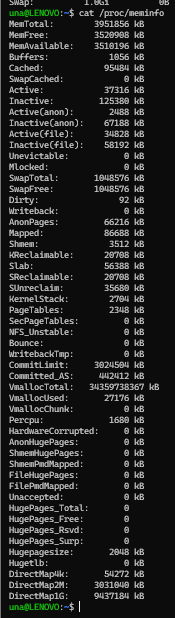 Swap: 1.0Gi 0B
una@LENOVO:~$ cat /proc/meminfo
MemTotal: 3951856 kB
MemFree: 3520908 kB
MemAvailable: 3510196 kB
Buffers: 1056 kB
Cached: 95484 kB
SwapCached: 0 kB
Active: 37316 kB
Inactive: 125380 kB
Active(anon): 2488 kB
Inactive(anon): 67188 kB
Active(file): 34828 kB
Inactive(file): 58192 kB
Unevictable: 0 kB
Mlocked: 0 kB
SwapTotal: 1048576 kB
SwapFree: 1048576 kB
Dirty: 92 kB
Writeback: 0 kB
AnonPages: 66216 kB
Mapped: 86688 kB
Shmem: 3512 kB
KReclaimable: 20708 kB
Slab: 56388 kB
SReclaimable: 20708 kB
SUnreclaim: 35680 kB
KernelStack: 2704 kB
PageTables: 2348 kB
SecPageTables: 0 kB
NFS_Unstable: 0 kB
Bounce: 0 kB
WritebackTmp: 0 kB
CommitLimit: 3024504 kB
Committed_AS: 442412 kB
VmallocTotal: 34359738367 kB
VmallocUsed: 27176 kB
VmallocChunk: 0 kB
Percpu: 1680 kB
HardwareCorrupted: 0 kB
AnonHugePages: 0 kB
ShmemHugePages: 0 kB
ShmemPmdMapped: 0 kB
FileHugePages: 0 kB
FilePmdMapped: 0 kB
Unaccepted: 0 kB
HugePages_Total: 0
HugePages_Free: 0
HugePages_Rsvd: 0
HugePages_Surp: 0
Hugepagesize: 2048 kB
Hugetlb: 0 kB
DirectMap4k: 54272 kB
DirectMap2M: 3031040 kB
DirectMap1G: 9437184 kB
una@LENOVO:~$